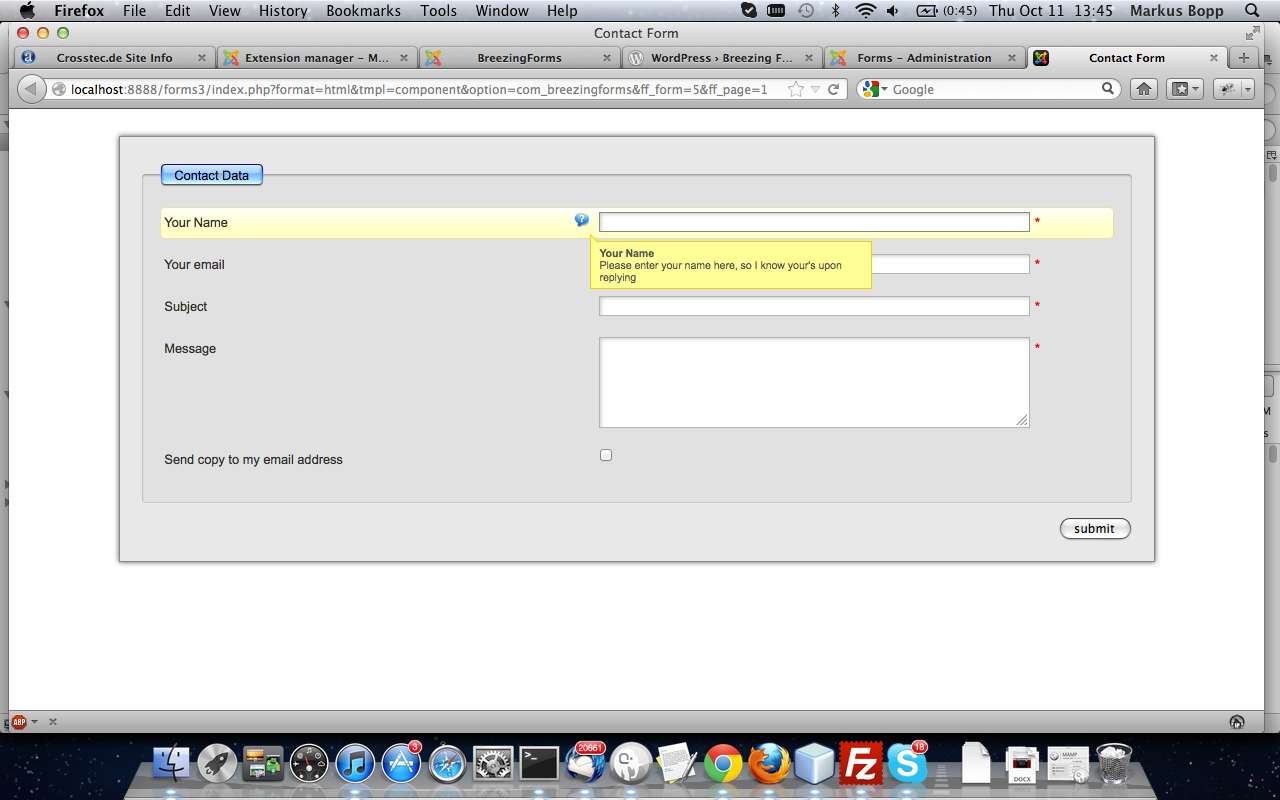 Firefox File Edit View History Bookmarks Tools Window Help (0:45) Thu Oct 11 13:45 Markus Bopp
Contact Form
Crosstec.de Site Info Extension manager – M... BreezingForms WordPress › Breezing F... Forms – Administration Contact Form
localhost:8888/forms3/index.php?format=html&tmpl=component&option=com_breezingforms&ff_form=5&ff_page=1 Google
Contact Data
Your Name *
Your Name
Please enter your name here, so I know your's upon
replying
Your email *
Subject *
Message *
Send copy to my email address
submit
ABP
3 20661 18
Fz
DOCX
MAMP